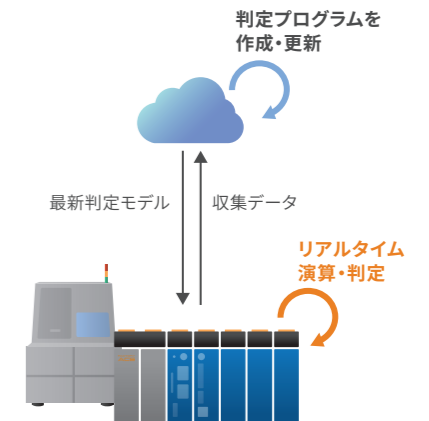 判定プログラムを
作成・更新
最新判定モデル
収集データ
リアルタイム
演算・判定